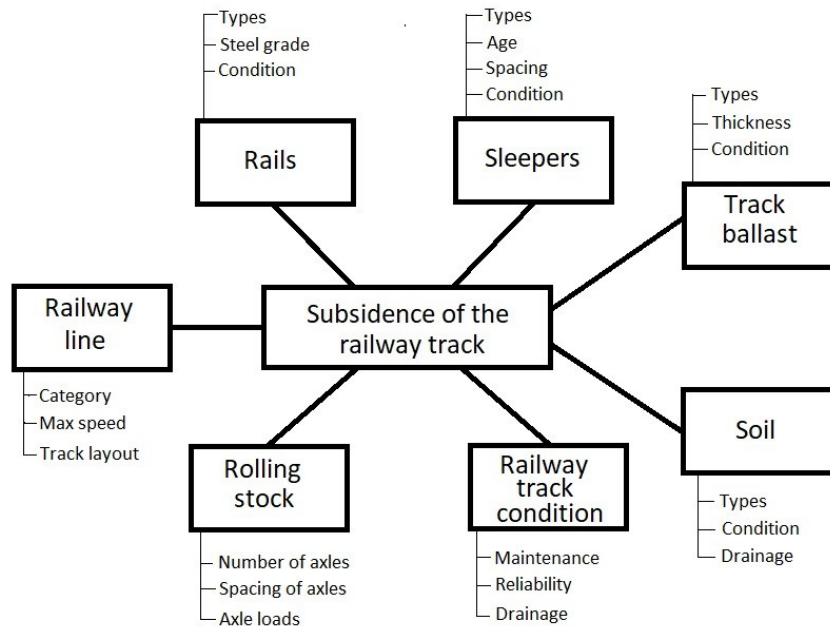 Types
Steel grade
Condition
Rails
Types
Age
Spacing
Condition
Sleepers
Types
Thickness
Condition
Track
ballast
Railway
line
Category
Max speed
Track layout
Subsidence of the
railway track
Rolling
stock
Number of axles
Spacing of axles
Axle loads
Railway
track
condition
Maintenance
Reliability
Drainage
Soil
Types
Condition
Drainage